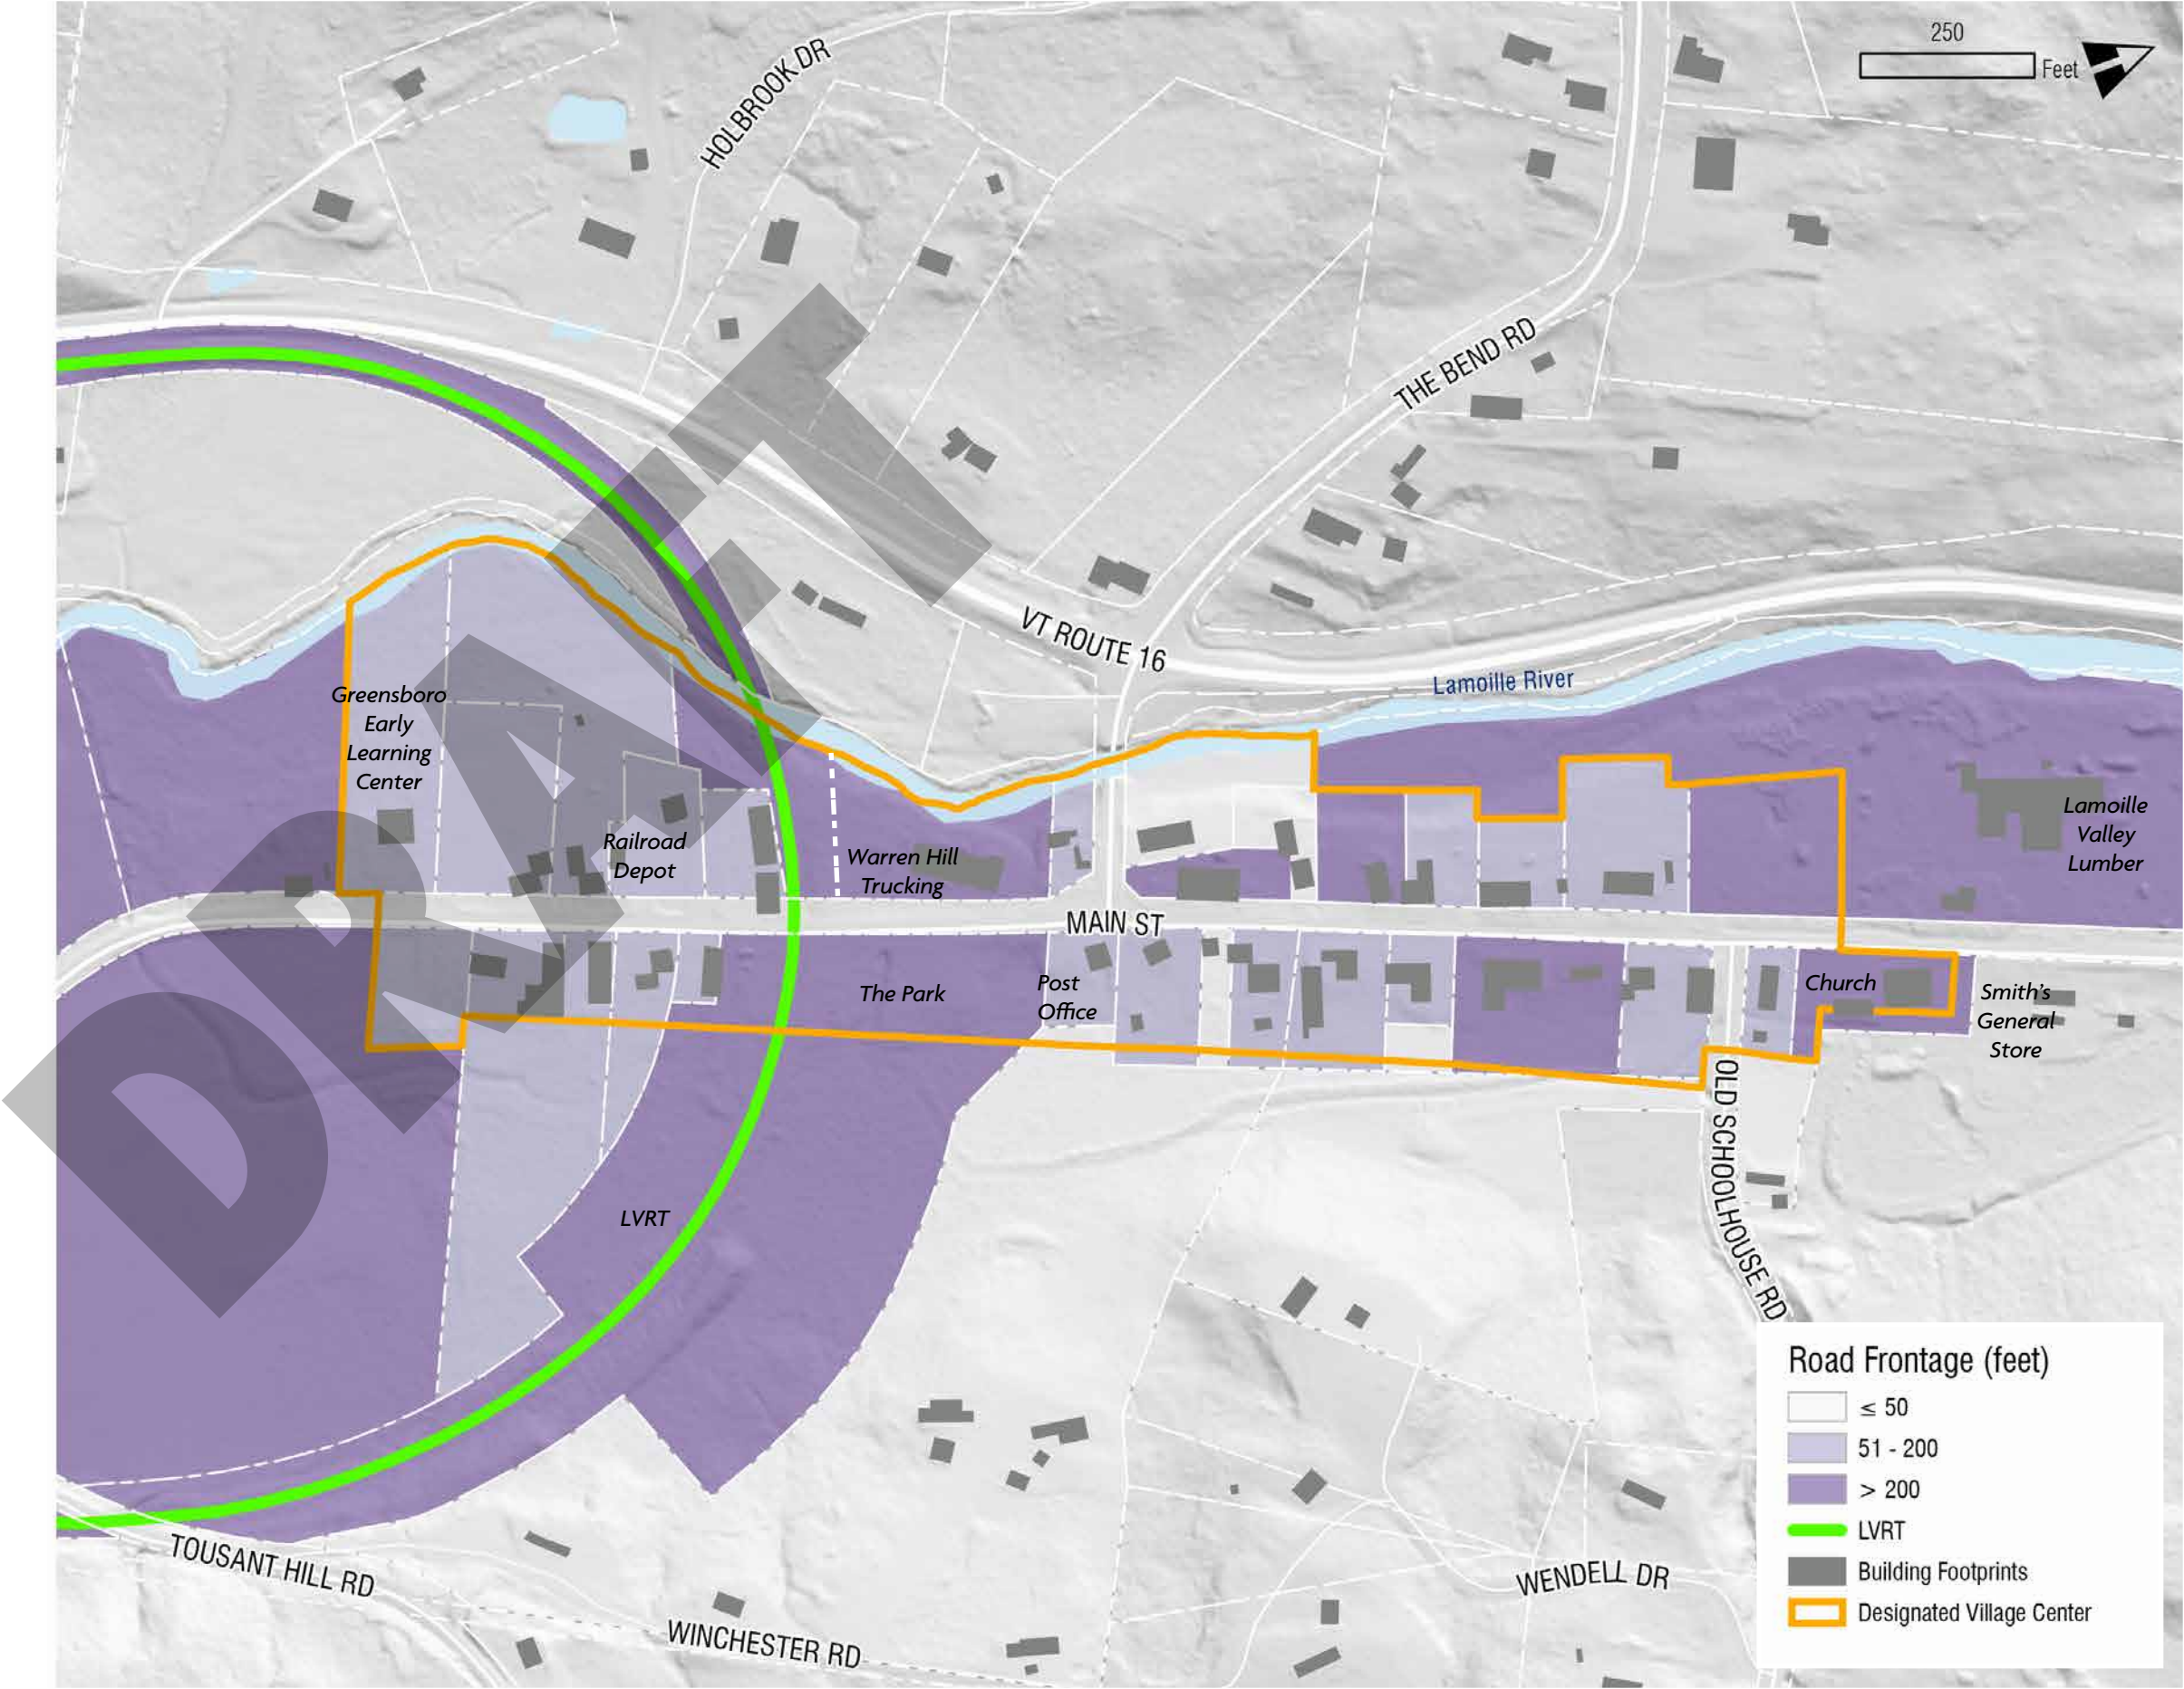 250
Feet
HOLBROOK DR
THE BEND RD
VT ROUTE 16
Lamoille River
Greensboro
Early
Learning
Center
Railroad
Depot
Warren Hill
Trucking
Lamoille
Valley
Lumber
MAIN ST
The Park
Post
Office
Church
Smith's
General
Store
OLD SCHOOLHOUSE RD
LVRT
DRAFT
TOUSANT HILL RD
WINCHESTER RD
WENDELL DR
Road Frontage (feet)
≤ 50
51 - 200
> 200
LVRT
Building Footprints
Designated Village Center